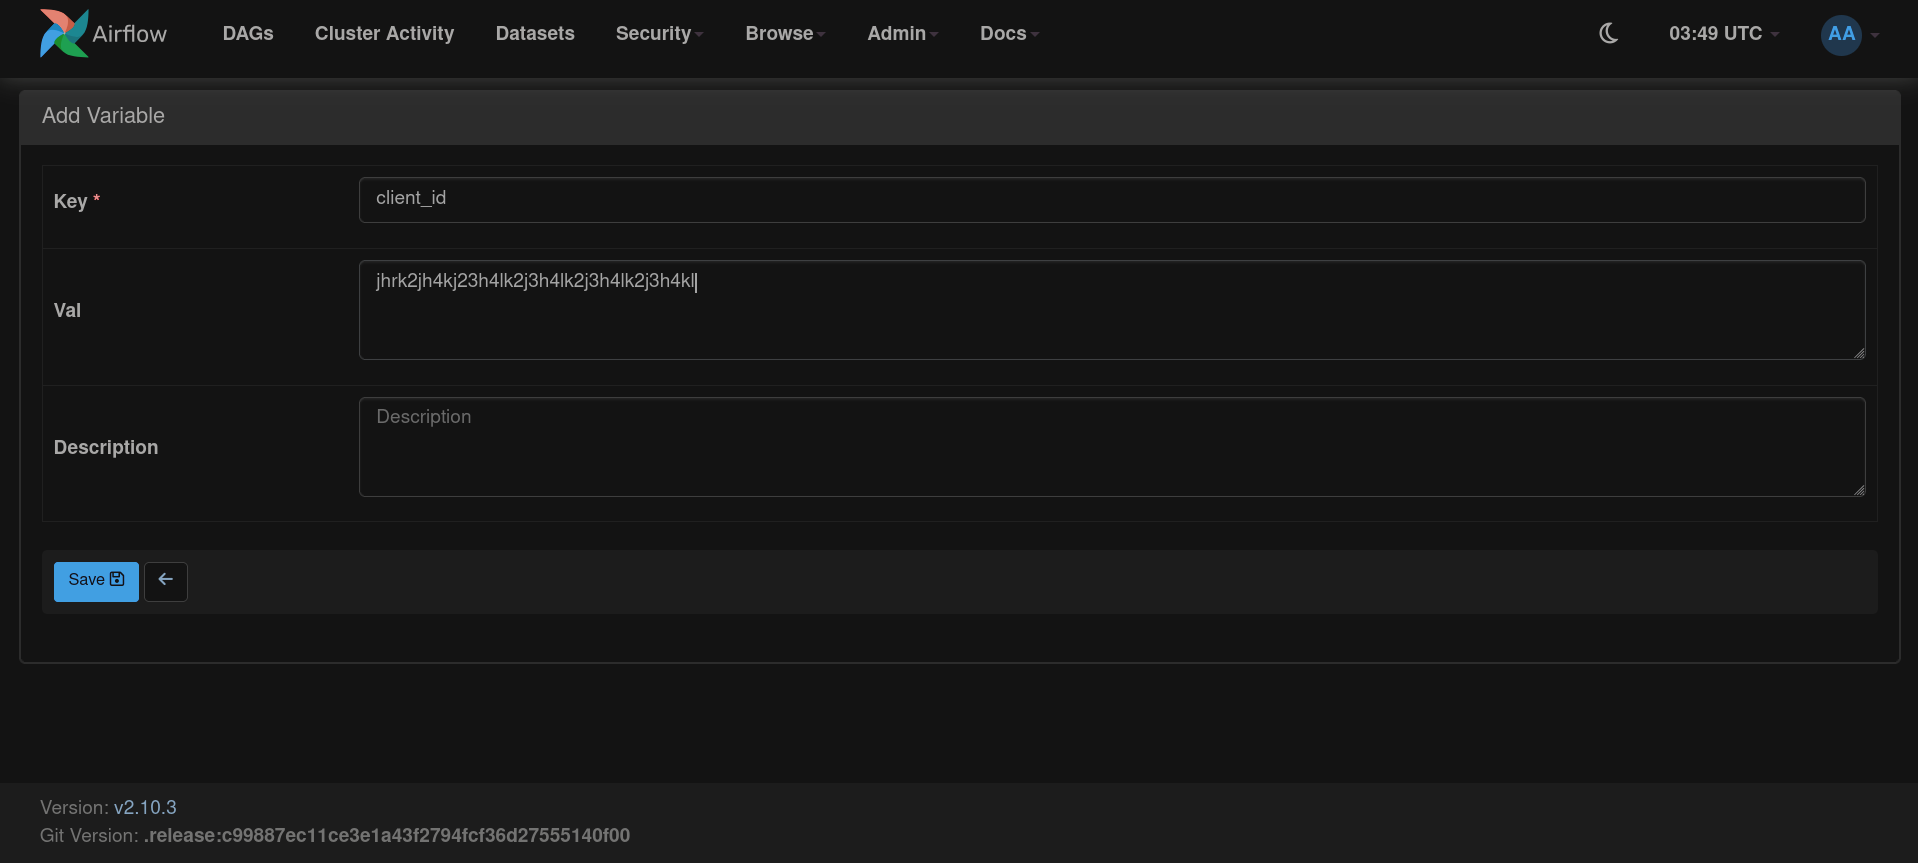 Airflow DAGs Cluster Activity Datasets Security Browse Admin Docs 03:49 UTC AA
Add Variable
Key * client_id
Val jhrk2jh4kj23h4lk2j3h4lk2j3h4lk2j3h4kl
Description Description
Save
Version: v2.10.3
Git Version: .release:c99887ec11ce3e1a43f2794fcf36d27555140f00